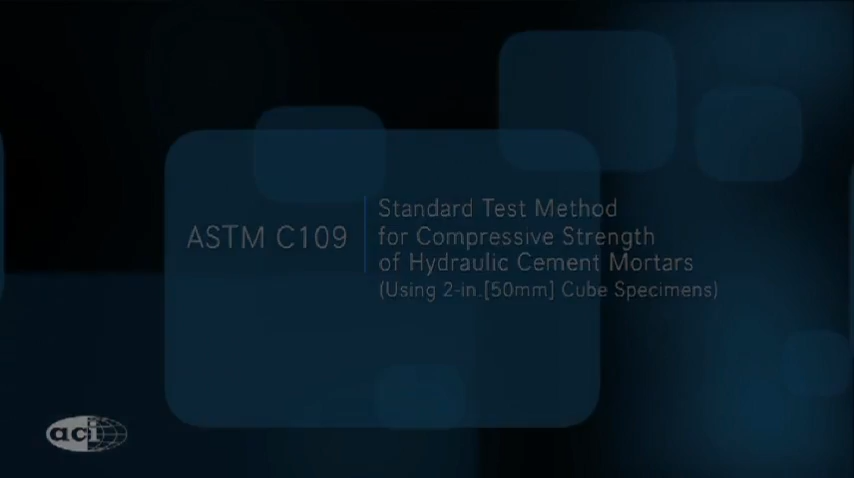 ASTM C109
Standard Test Method
for Compressive Strength
of Hydraulic Cement Mortars
(Using 2-in.[50mm] Cube Specimens)
aci